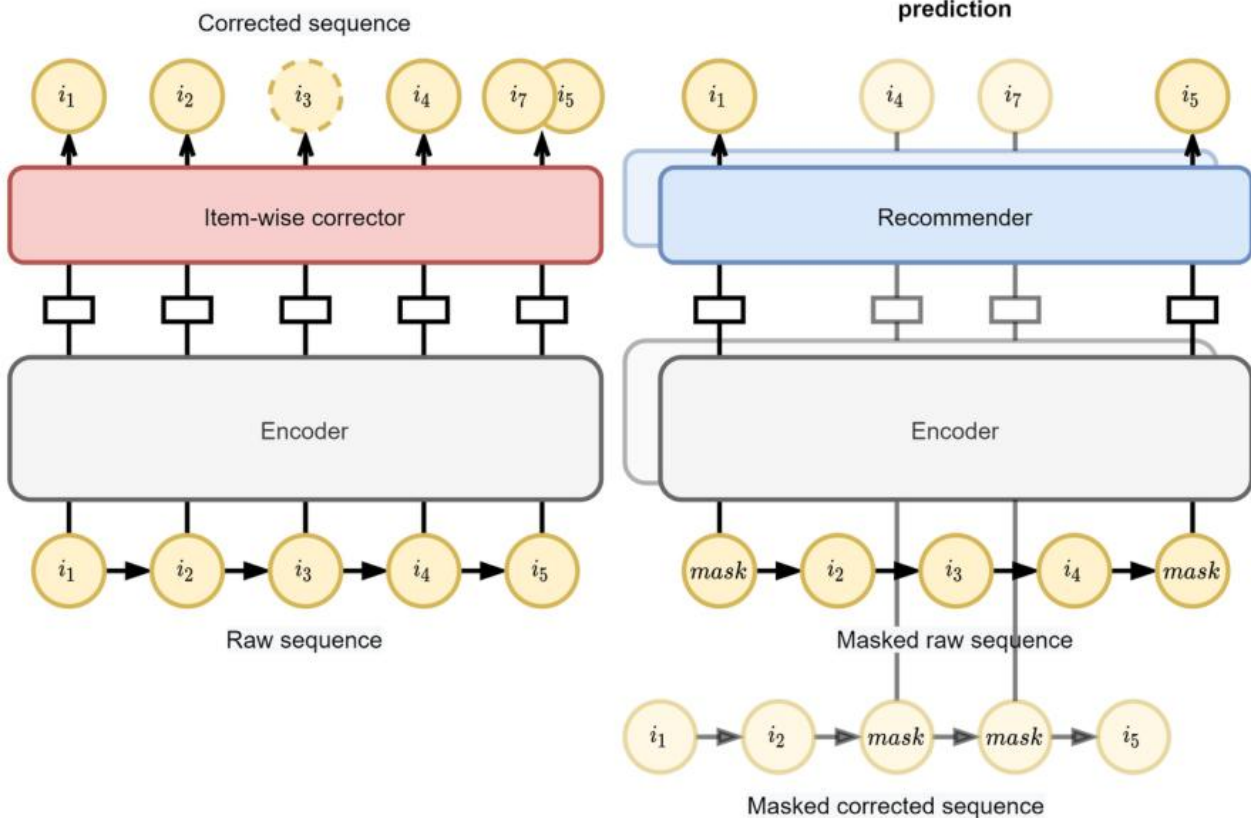 prediction
Corrected sequence
i₁ i₂ i₃ i₄ i₇ i₅
i₁ i₄ i₇ i₅
Item-wise corrector
Recommender
Encoder
Encoder
i₁ i₂ i₃ i₄ i₅
mask i₂ i₃ i₄ mask
Raw sequence
Masked raw sequence
i₁ i₂ mask mask i₅
Masked corrected sequence